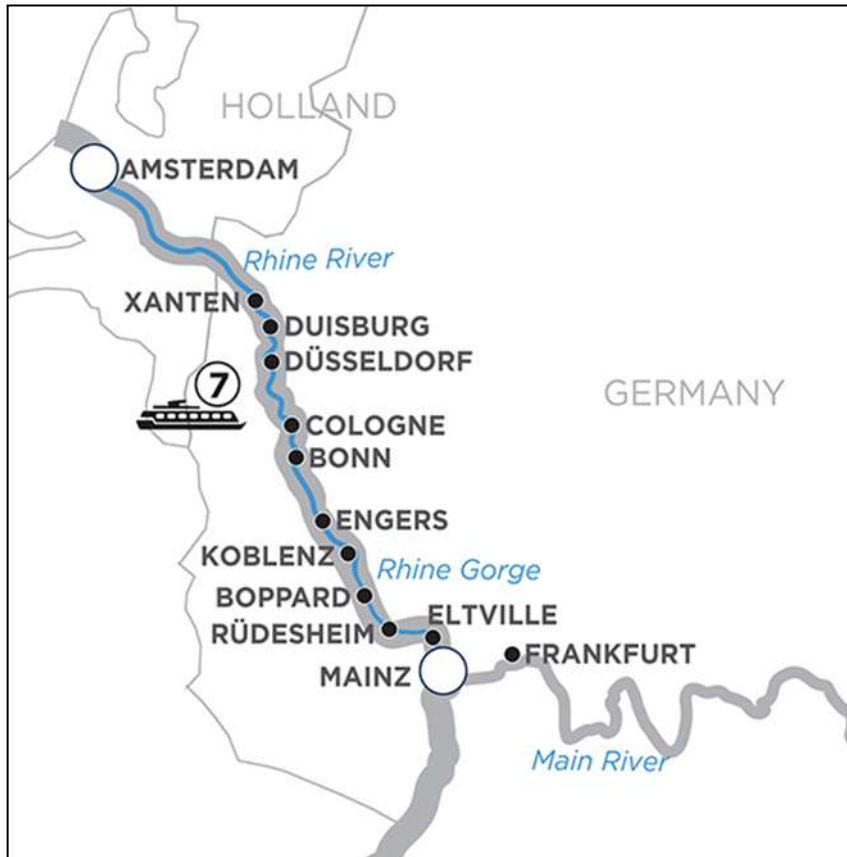 HOLLAND
AMSTERDAM
Rhine River
XANTEN
DUISBURG
DÜSSELDORF
7
GERMANY
COLOGNE
BONN
ENGERS
KOBLENZ
Rhine Gorge
BOPPARD
ELTVILLE
RÜDESHEIM
FRANKFURT
MAINZ
Main River